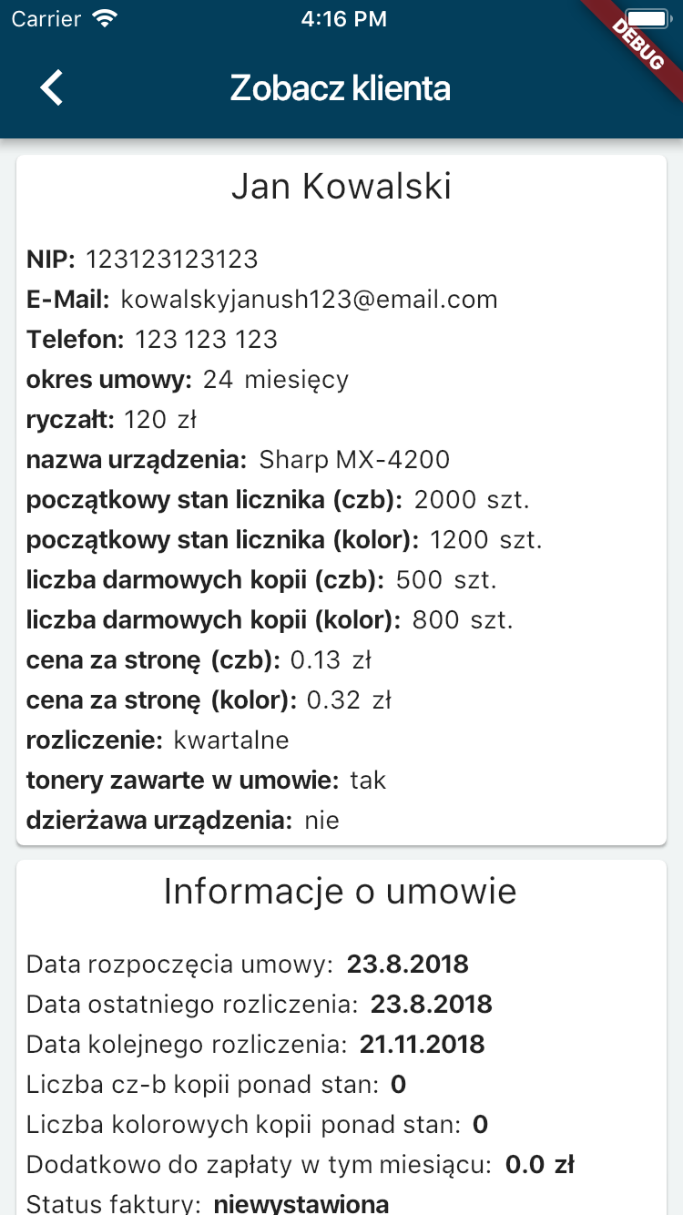 Carrier 4:16 PM
DEBUG
Zobacz klienta
Jan Kowalski
NIP: 123123123123
E-Mail: kowalskyjanush123@email.com
Telefon: 123 123 123
okres umowy: 24 miesięcy
ryczałt: 120 zł
nazwa urządzenia: Sharp MX-4200
początkowy stan licznika (czb): 2000 szt.
początkowy stan licznika (kolor): 1200 szt.
liczba darmowych kopii (czb): 500 szt.
liczba darmowych kopii (kolor): 800 szt.
cena za stronę (czb): 0.13 zł
cena za stronę (kolor): 0.32 zł
rozliczenie: kwartalne
tonery zawarte w umowie: tak
dzierżawa urządzenia: nie
Informacje o umowie
Data rozpoczęcia umowy: 23.8.2018
Data ostatniego rozliczenia: 23.8.2018
Data kolejnego rozliczenia: 21.11.2018
Liczba cz-b kopii ponad stan: 0
Liczba kolorowych kopii ponad stan: 0
Dodatkowo do zapłaty w tym miesiącu: 0.0 zł
Status faktury: niewystawiona